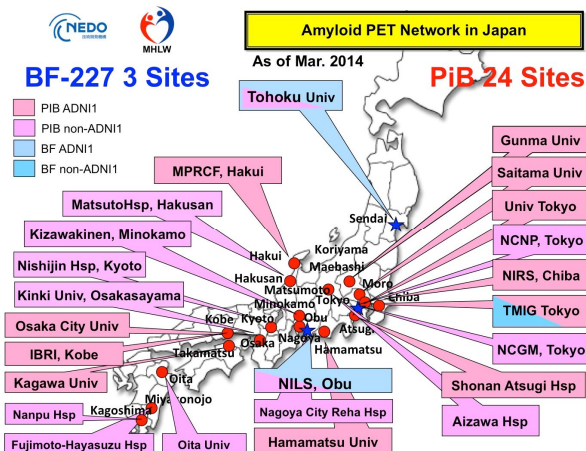 NEDO
MHLW
Amyloid PET Network in Japan
As of Mar. 2014
BF-227 3 Sites
PiB 24 Sites
PIB ADNI1
PIB non-ADNI1
BF ADNI1
BF non-ADNI1
Tohoku Univ
Gunma Univ
Saitama Univ
Univ Tokyo
NCNP, Tokyo
NIRS, Chiba
TMIG Tokyo
NCGM, Tokyo
Shonan Atsugi Hsp
Aizawa Hsp
MPRCF, Hakui
MatsutoHsp, Hakusan
Kizawakinen, Minokamo
Nishijin Hsp, Kyoto
Kinki Univ, Osakasayama
Osaka City Univ
IBRI, Kobe
Kagawa Univ
Nanpu Hsp
Fujimoto-Hayasuzu Hsp
Oita Univ
NILS, Obu
Nagoya City Reha Hsp
Hamamatsu Univ
Sendai
Koriyama
Hakui
Maebashi
Hakusan
Matsumoto
Moro
Minokamo
Tokyo
Chiba
Kobe
Kyoto
Obu
Atsugi
Osaka
Nagoya
Takamatsu
Hamamatsu
Oita
Miyakonojo
Kagoshima